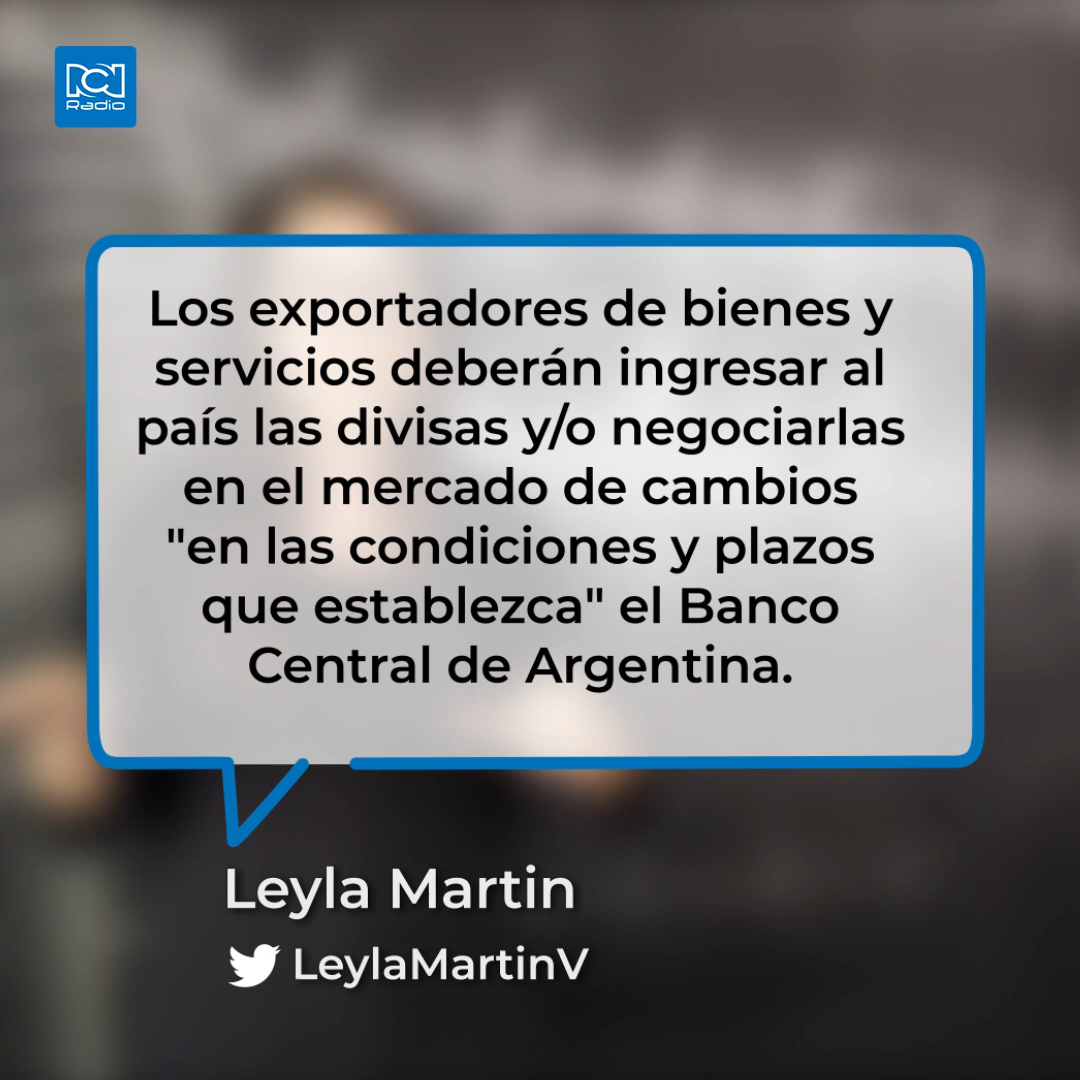 RCN
Radio
Los exportadores de bienes y
servicios deberán ingresar al
país las divisas y/o negociarlas
en el mercado de cambios
"en las condiciones y plazos
que establezca" el Banco
Central de Argentina.
Leyla Martin
LeylaMartinV